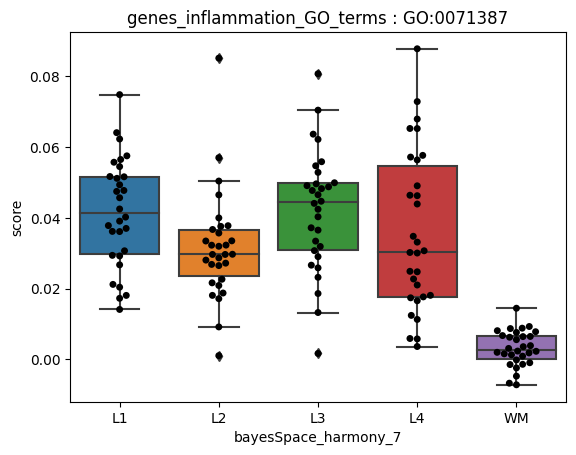 genes_inflammation_GO_terms : GO:0071387
0.08
0.06
0.04
0.02
0.00
score
L1 L2 L3 L4 WM
bayesSpace_harmony_7